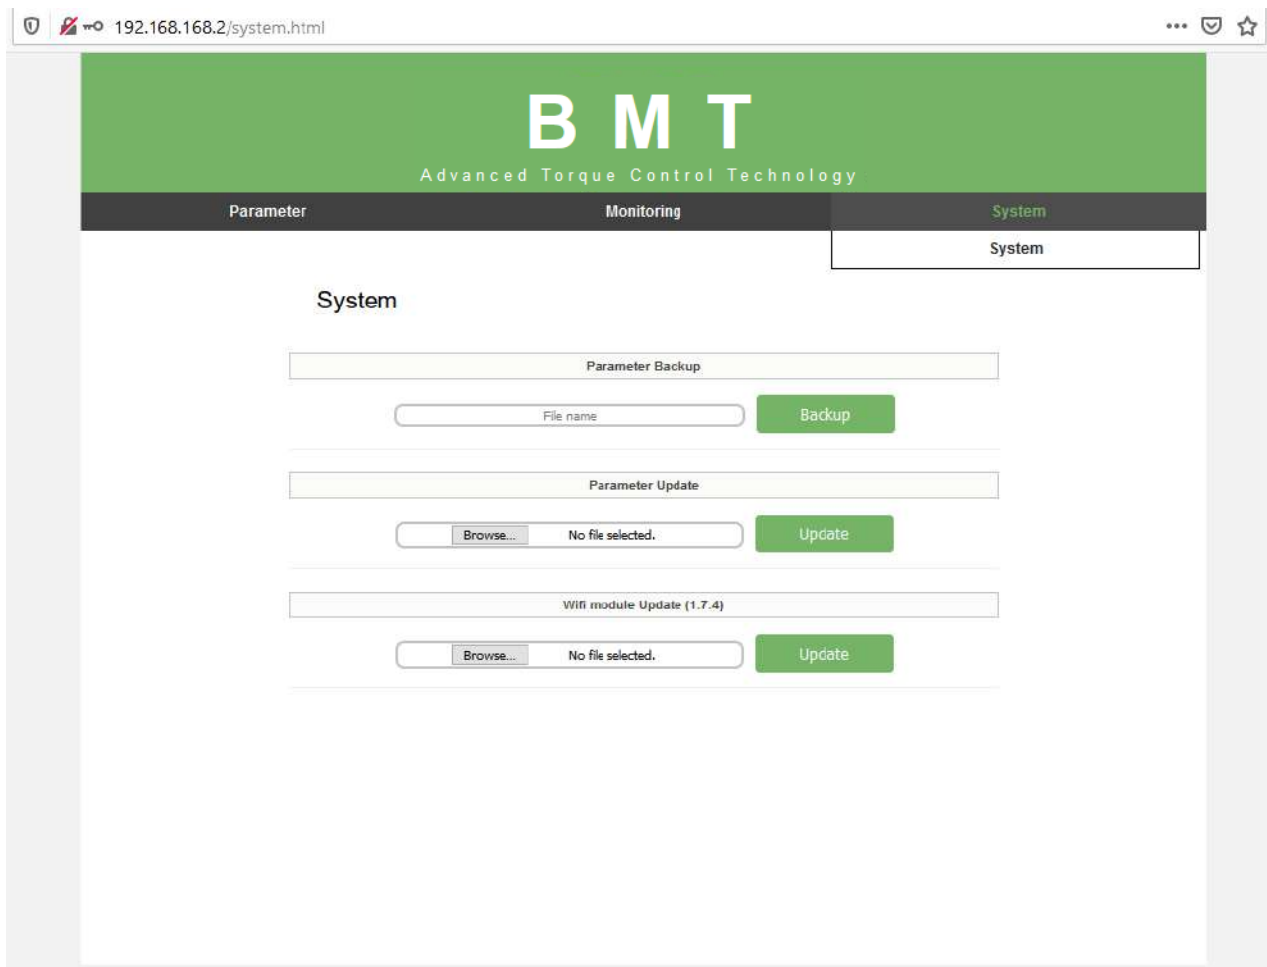 192.168.168.2/system.html
B M T
Advanced Torque Control Technology
Parameter Monitoring System
System
System
Parameter Backup
File name Backup
Parameter Update
Browse... No file selected. Update
Wifi module Update (1.7.4)
Browse... No file selected. Update